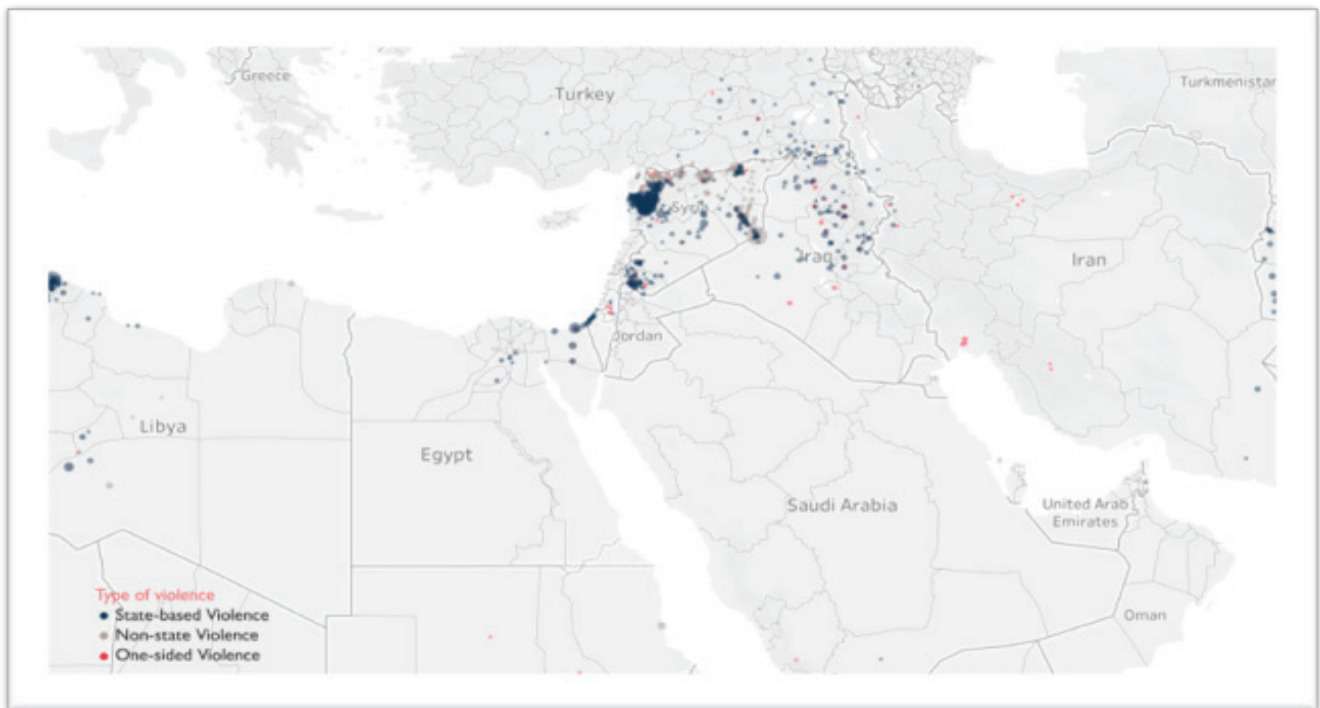 Greece
Turkey
Turkmenistan
Syria
Iraq
Iran
Jordan
Libya
Egypt
Saudi Arabia
United Arab
Emirates
Oman
Type of violence
State-based Violence
Non-state Violence
One-sided Violence